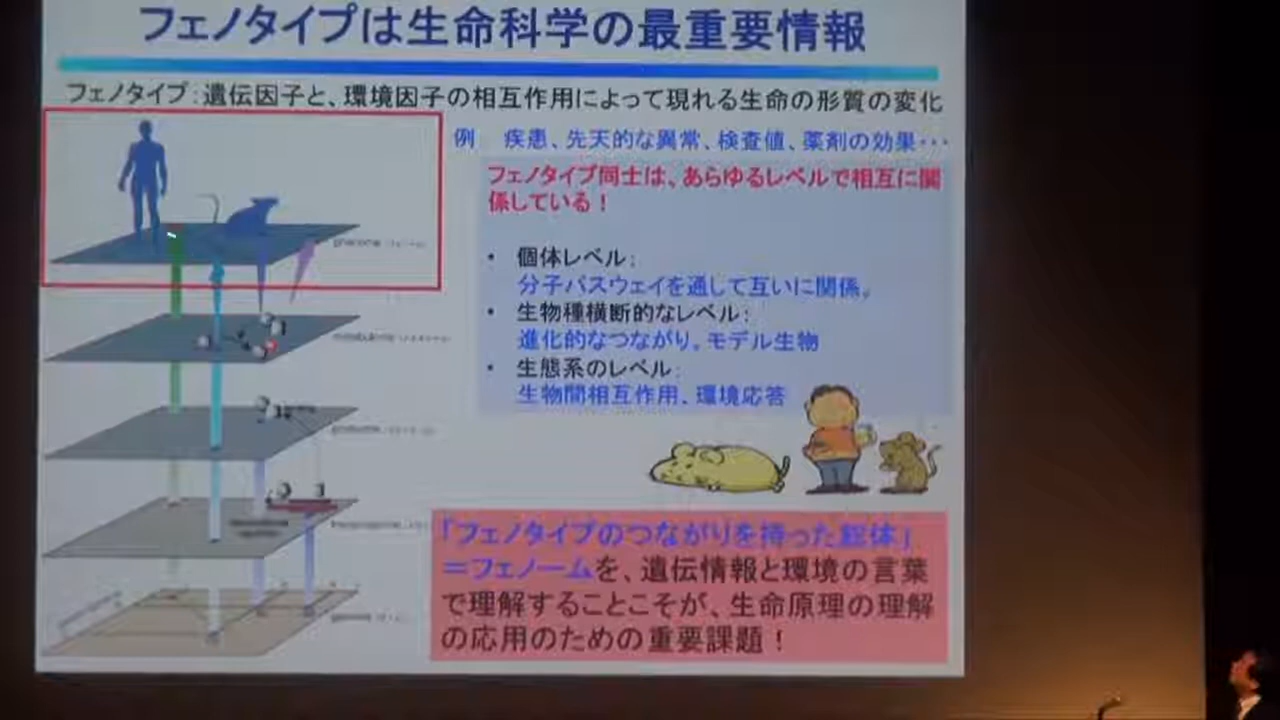 フェノタイプは生命科学の最重要情報
フェノタイプ：遺伝因子と、環境因子の相互作用によって現れる生命の形質の変化
例　疾患、先天的な異常、検査値、薬剤の効果・・・
フェノタイプ同士は、あらゆるレベルで相互に関
係している！
• 個体レベル：
分子パスウェイを通して互いに関係。
• 生物種横断的なレベル：
進化的なつながり。モデル生物
• 生態系のレベル：
生物間相互作用、環境応答
「フェノタイプのつながりを持った総体」
＝フェノームを、遺伝情報と環境の言葉
で理解することこそが、生命原理の理解
の応用のための重要課題！